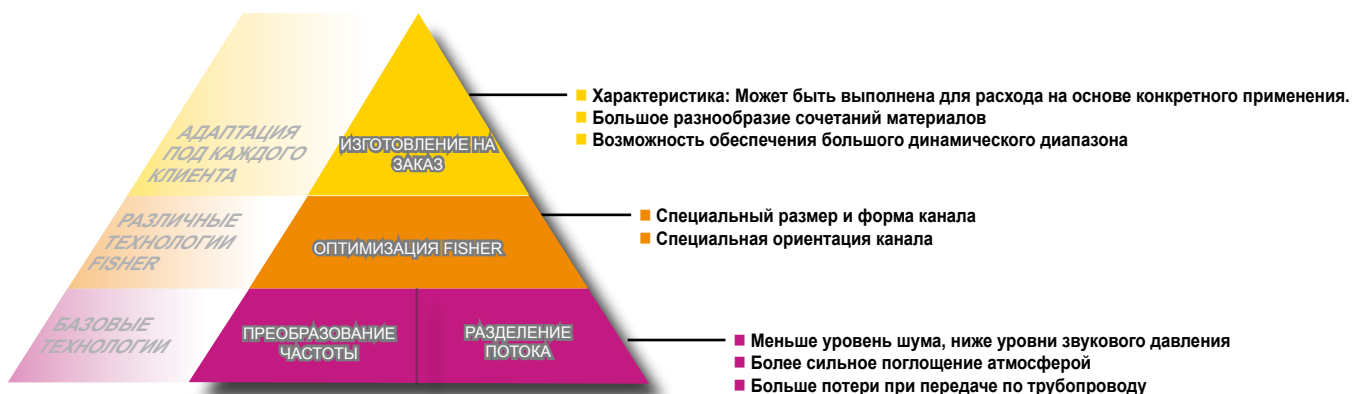 АДАПТАЦИЯ
ПОД КАЖДОГО
КЛИЕНТА
ИЗГОТОВЛЕНИЕ НА
ЗАКАЗ
Характеристика: Может быть выполнена для расхода на основе конкретного применения.
Большое разнообразие сочетаний материалов
Возможность обеспечения большого динамического диапазона
РАЗЛИЧНЫЕ
ТЕХНОЛОГИИ
FISHER
ОПТИМИЗАЦИЯ FISHER
Специальный размер и форма канала
Специальная ориентация канала
БАЗОВЫЕ
ТЕХНОЛОГИИ
ПРЕОБРАЗОВАНИЕ
ЧАСТОТЫ
РАЗДЕЛЕНИЕ
ПОТОКА
Меньше уровень шума, ниже уровни звукового давления
Более сильное поглощение атмосферой
Больше потери при передаче по трубопроводу